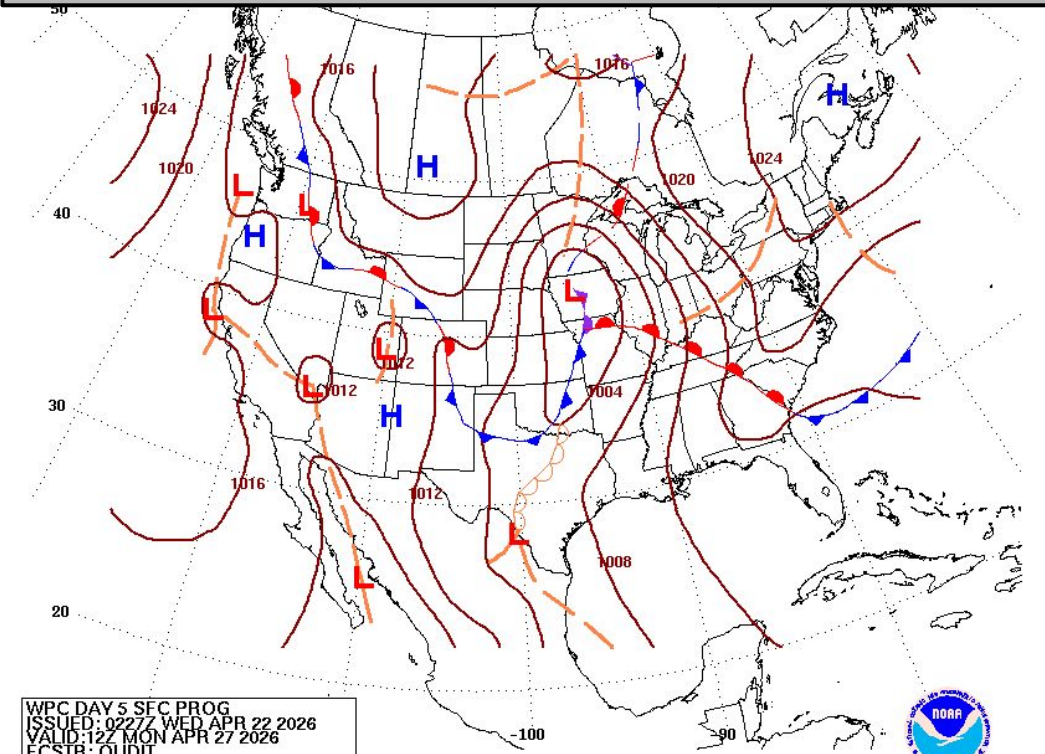 50
1016
1016
1024
H
1024
H
1020
1020
L
40
L
H
L
L
1012
L
1012
1004
H
30
1016
1012
L
1008
L
20
WPC DAY 5 SFC PROG
ISSUED: 0227Z WED APR 22 2026
VALID: 12Z MON APR 27 2026
-100
-90
NOAA